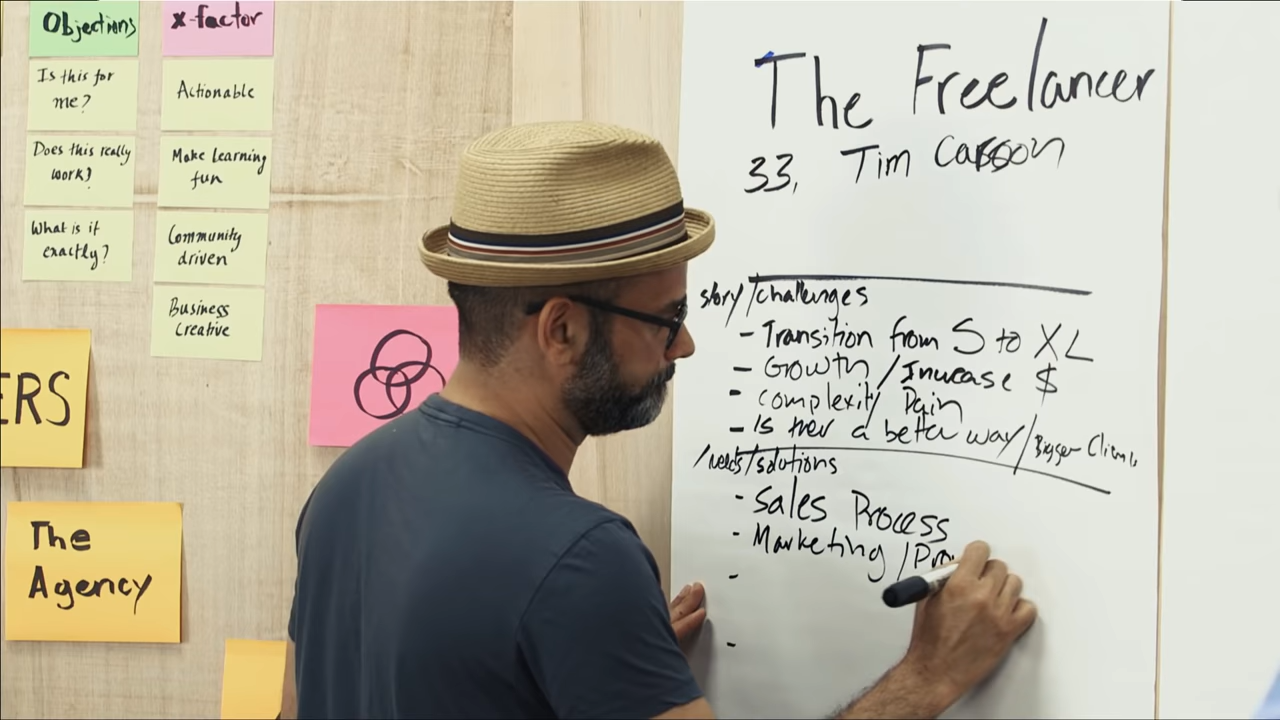 Objections
Is this for
me?
Does this really
work?
What is it
exactly?
x-factor
Actionable
Make learning
fun
Community
driven
Business
Creative
ERS
The
Agency
The Freelancer
33, Tim Carson
story/challenges
- Transition from S to XL
- Growth/Increase $
- complexity/Pain
- Is ther a better way/Bigger Clients
/needs/solutions
- Sales Process
- Marketing/Pro
-
-